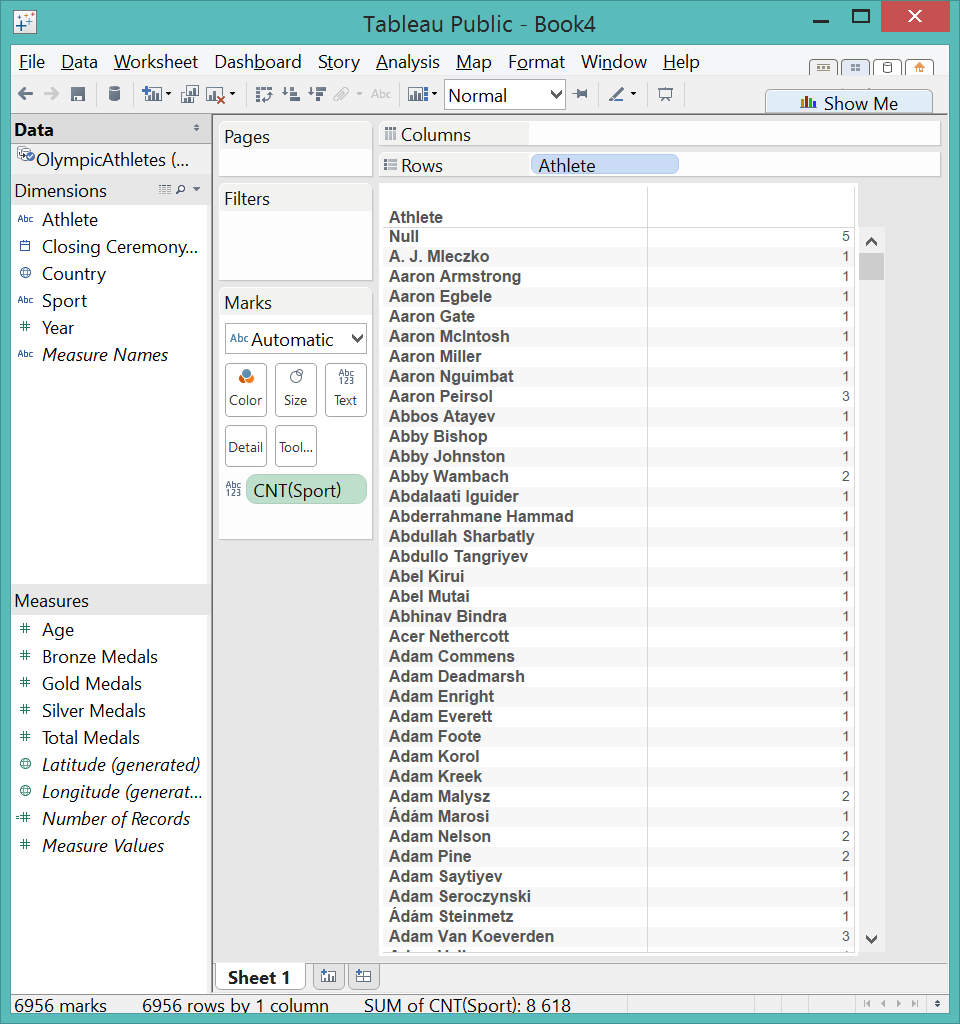 Tableau Public - Book4
File Data Worksheet Dashboard Story Analysis Map Format Window Help
Abc Normal
Show Me
Data
OlympicAthletes (...
Dimensions
Abc Athlete
Closing Ceremony...
Country
Abc Sport
# Year
Abc Measure Names
Measures
# Age
# Bronze Medals
# Gold Medals
# Silver Medals
# Total Medals
Latitude (generated)
Longitude (generat...
=# Number of Records
# Measure Values
Pages
Filters
Marks
Abc Automatic
Abc
123
Color Size Text
Detail Tool...
Abc
123
CNT(Sport)
Columns
Rows Athlete
Athlete
Null 5
A. J. Mleczko 1
Aaron Armstrong 1
Aaron Egbele 1
Aaron Gate 1
Aaron McIntosh 1
Aaron Miller 1
Aaron Nguimbat 1
Aaron Peirsol 3
Abbos Atayev 1
Abby Bishop 1
Abby Johnston 1
Abby Wambach 2
Abdalaati Iguider 1
Abderrahmane Hammad 1
Abdullah Sharbatly 1
Abdullo Tangriyev 1
Abel Kirui 1
Abel Mutai 1
Abhinav Bindra 1
Acer Nethercott 1
Adam Commens 1
Adam Deadmarsh 1
Adam Enright 1
Adam Everett 1
Adam Foote 1
Adam Korol 1
Adam Kreek 1
Adam Malysz 2
Ádám Marosi 1
Adam Nelson 2
Adam Pine 2
Adam Saytiyev 1
Adam Seroczynski 1
Ádám Steinmetz 1
Adam Van Koeverden 3
Sheet 1
6956 marks 6956 rows by 1 column SUM of CNT(Sport): 8 618